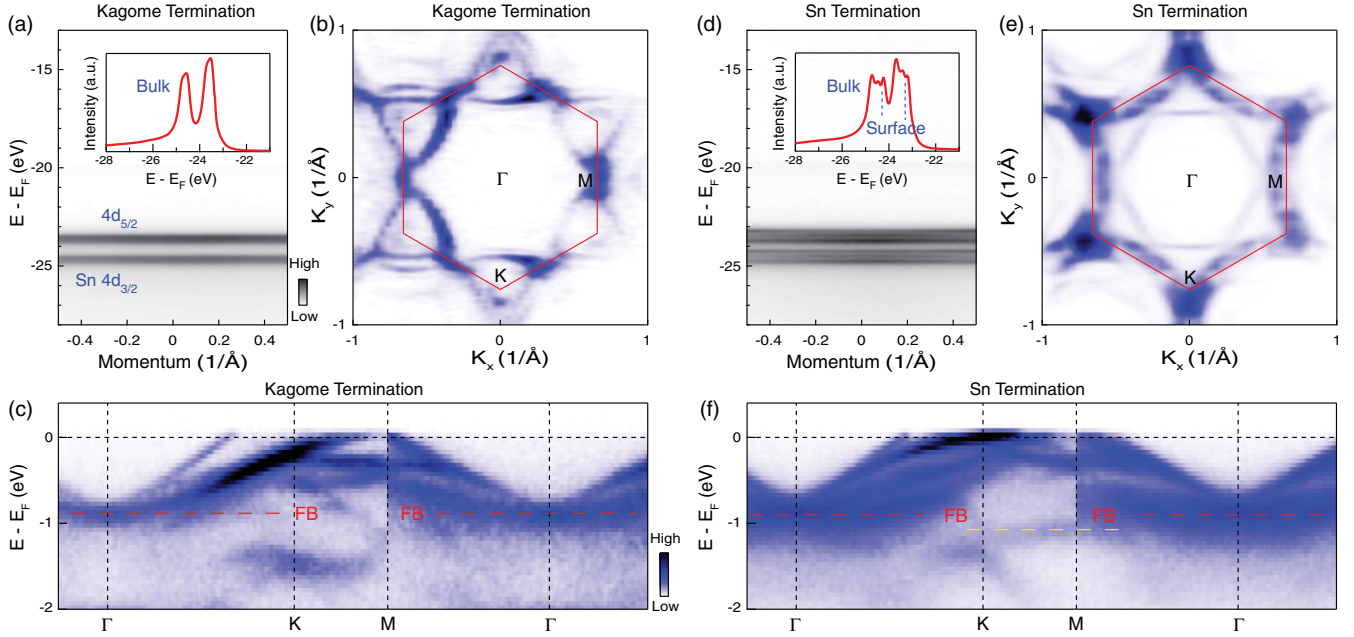 (a)
Kagome Termination
-15
-20
-25
E - E_F (eV)
Intensity (a.u.)
Bulk
-28
-26
-24
-22
E - E_F (eV)
4d_5/2
Sn 4d_3/2
High
Low
-0.4
-0.2
0
0.2
0.4
Momentum (1/Å)
(b)
Kagome Termination
1
0
-1
K_y (1/Å)
Γ
M
K
-1
0
1
K_x (1/Å)
(d)
Sn Termination
-15
-20
-25
E - E_F (eV)
Intensity (a.u.)
Bulk
Surface
-28
-26
-24
-22
E - E_F (eV)
-0.4
-0.2
0
0.2
0.4
Momentum (1/Å)
(e)
Sn Termination
1
0
-1
K_y (1/Å)
Γ
M
K
-1
0
1
K_x (1/Å)
(c)
Kagome Termination
0
-1
-2
E - E_F (eV)
FB
FB
High
Low
Γ
K
M
Γ
(f)
Sn Termination
0
-1
-2
E - E_F (eV)
FB
FB
Γ
K
M
Γ